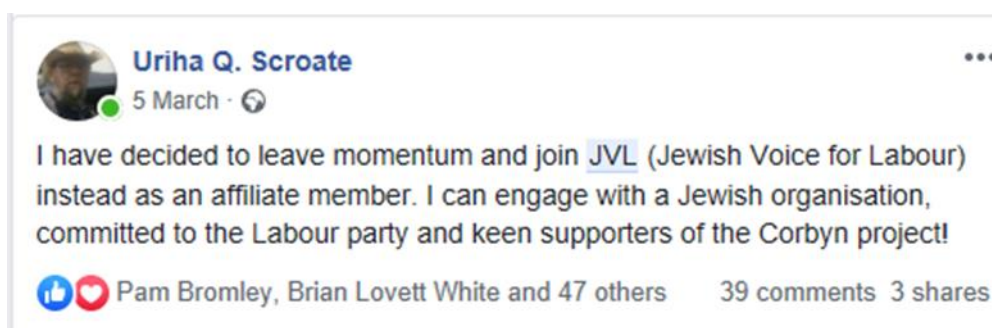 Uriha Q. Scroate
5 March ·
I have decided to leave momentum and join JVL (Jewish Voice for Labour)
instead as an affiliate member. I can engage with a Jewish organisation,
committed to the Labour party and keen supporters of the Corbyn project!
Pam Bromley, Brian Lovett White and 47 others 39 comments 3 shares